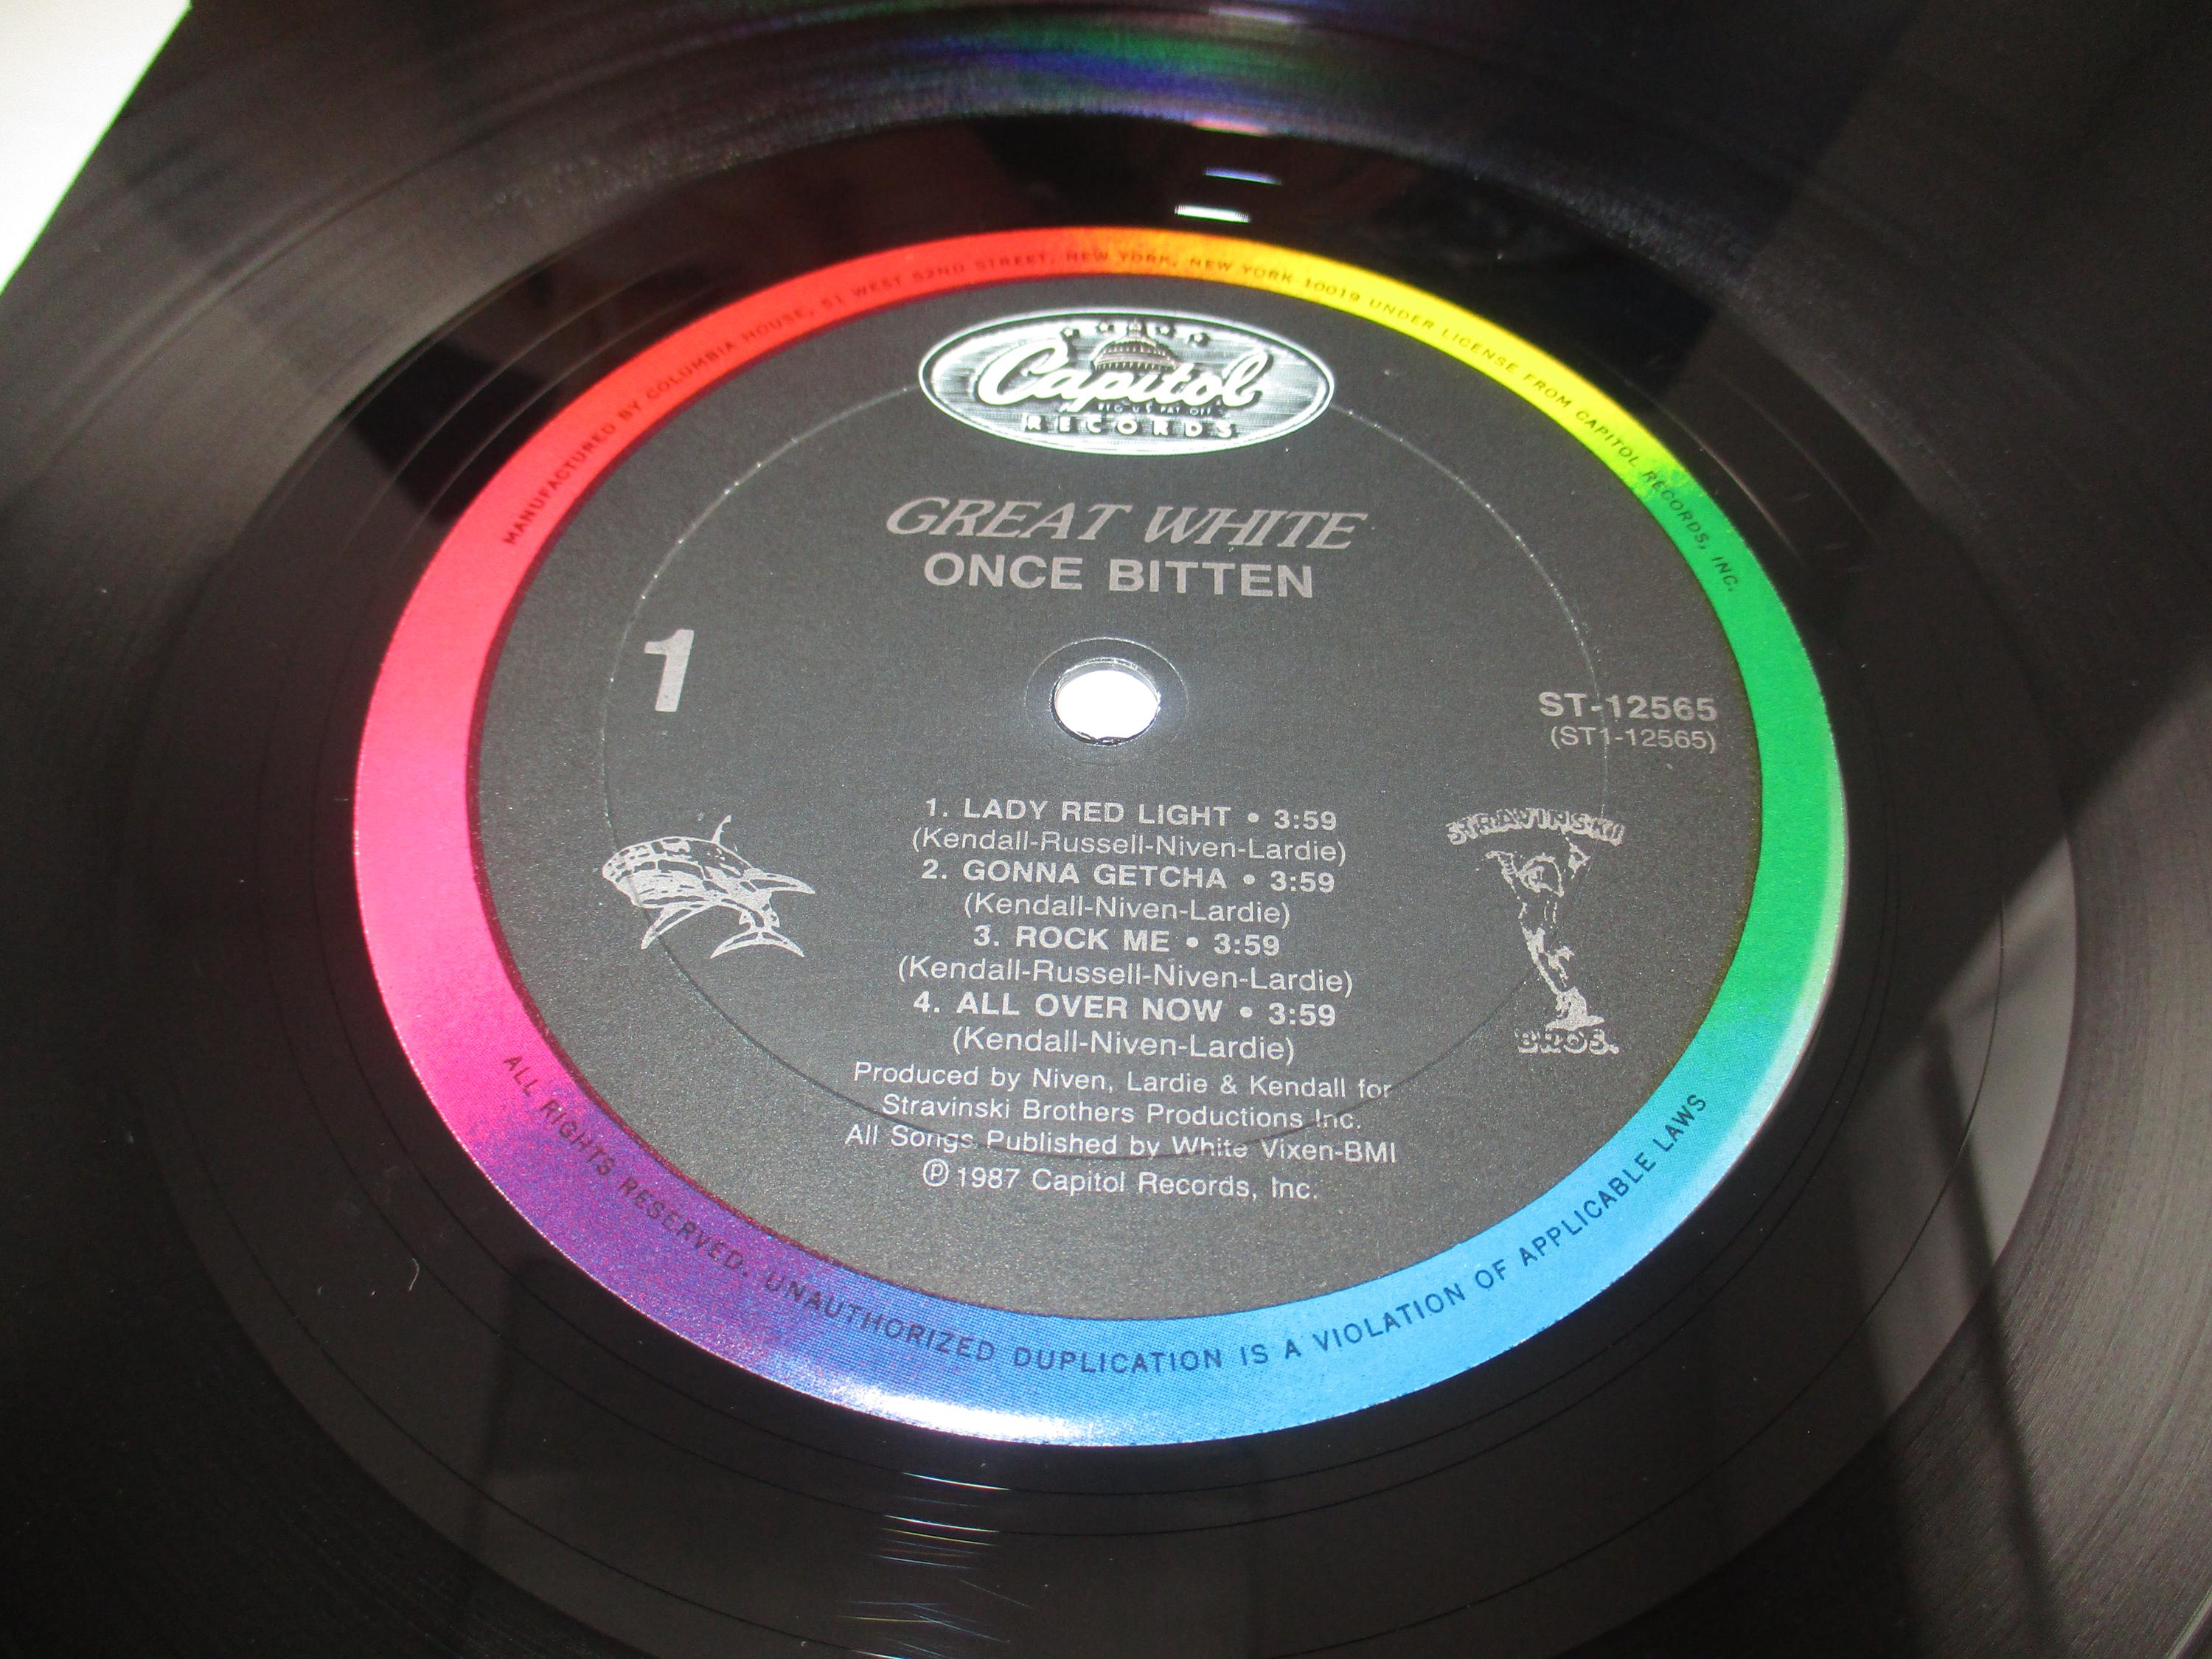 MANUFACTURED BY COLUMBIA HOUSE, 51 WEST 52ND STREET, NEW YORK, NEW YORK 10019 UNDER LICENSE FROM CAPITOL RECORDS, INC.
Capitol
REG. U.S. PAT. OFF.
RECORDS
GREAT WHITE
ONCE BITTEN
1
ST-12565
(ST1-12565)
1. LADY RED LIGHT • 3:59
(Kendall-Russell-Niven-Lardie)
2. GONNA GETCHA • 3:59
(Kendall-Niven-Lardie)
3. ROCK ME • 3:59
(Kendall-Russell-Niven-Lardie)
4. ALL OVER NOW • 3:59
(Kendall-Niven-Lardie)
STRAVINSKI
BROS.
Produced by Niven, Lardie & Kendall for
Stravinski Brothers Productions Inc.
All Songs Published by White Vixen-BMI
℗ 1987 Capitol Records, Inc.
ALL RIGHTS RESERVED. UNAUTHORIZED DUPLICATION IS A VIOLATION OF APPLICABLE LAWS